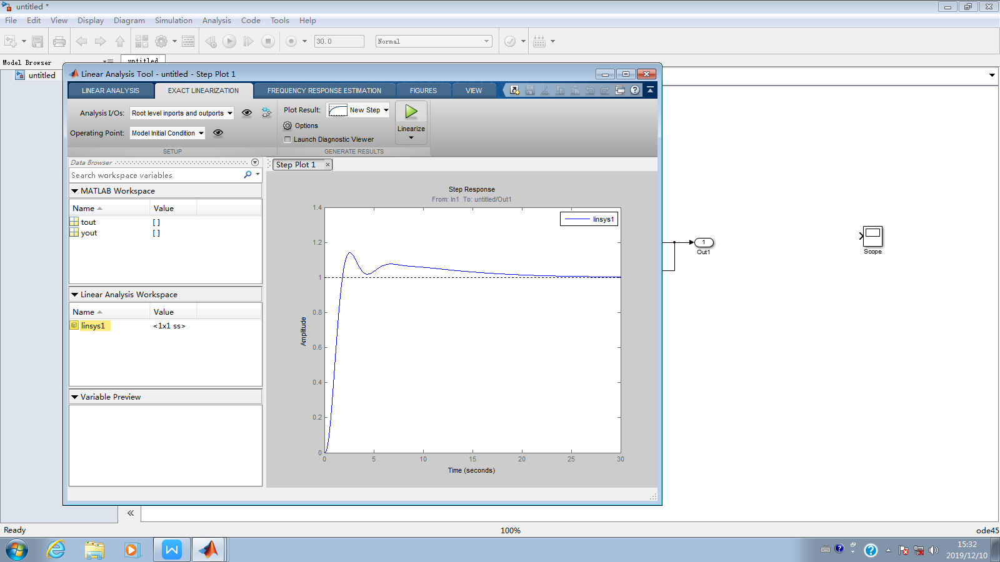 untitled *
File Edit View Display Diagram Simulation Analysis Code Tools Help
30.0 Normal
Model Browser
untitled
untitled
Linear Analysis Tool - untitled - Step Plot 1
LINEAR ANALYSIS EXACT LINEARIZATION FREQUENCY RESPONSE ESTIMATION FIGURES VIEW
Analysis I/Os: Root level inports and outports
Operating Point: Model Initial Condition
SETUP
Plot Result: New Step
Options
Launch Diagnostic Viewer
Linearize
GENERATE RESULTS
Data Browser
Search workspace variables
MATLAB Workspace
Name Value
tout [ ]
yout [ ]
Linear Analysis Workspace
Name Value
linsys1 <1x1 ss>
Variable Preview
Step Plot 1
Step Response
From: In1 To: untitled/Out1
linsys1
1.4
1.2
1
0.8
0.6
0.4
0.2
0
Amplitude
0 5 10 15 20 25 30
Time (seconds)
1
Out1
Scope
Ready 100% ode45
15:32
2019/12/10